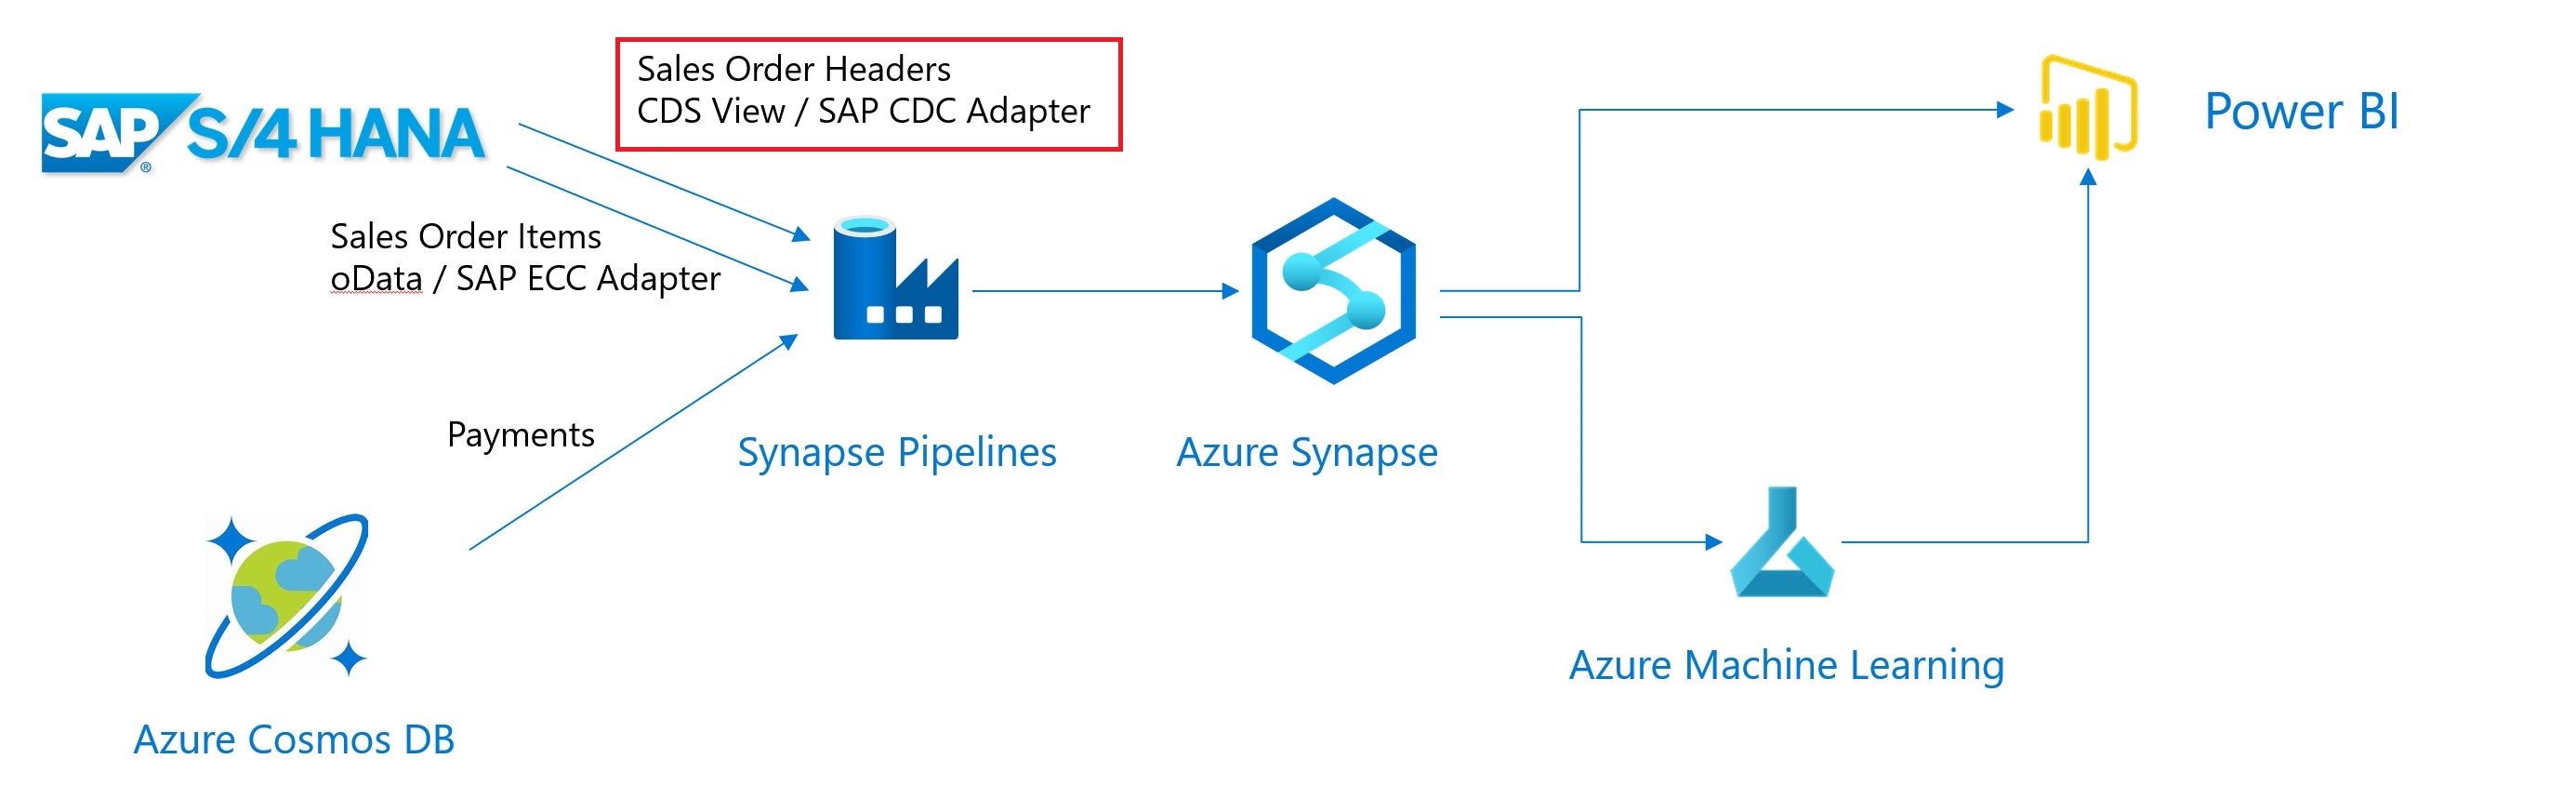 Sales Order Headers
CDS View / SAP CDC Adapter
SAP ® S/4 HANA
Power BI
Sales Order Items
oData / SAP ECC Adapter
Payments
Synapse Pipelines
Azure Synapse
Azure Machine Learning
Azure Cosmos DB